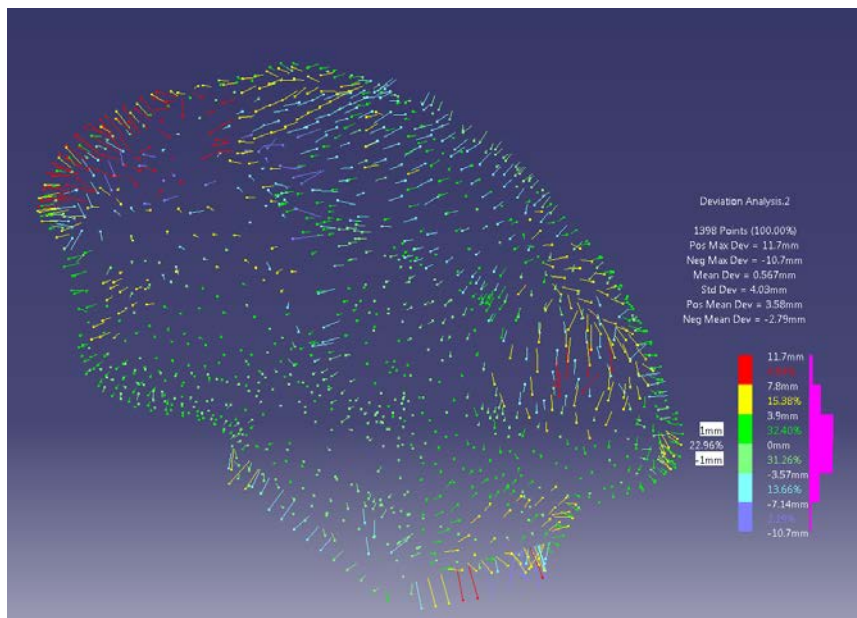 Deviation Analysis.2
1398 Points (100.00%)
Pos Max Dev = 11.7mm
Neg Max Dev = -10.7mm
Mean Dev = 0.567mm
Std Dev = 4.03mm
Pos Mean Dev = 3.58mm
Neg Mean Dev = -2.79mm
11.7mm
7.8mm
15.38%
3.9mm
32.40%
1mm
22.96%
-1mm
0mm
31.26%
-3.57mm
13.66%
-7.14mm
-10.7mm